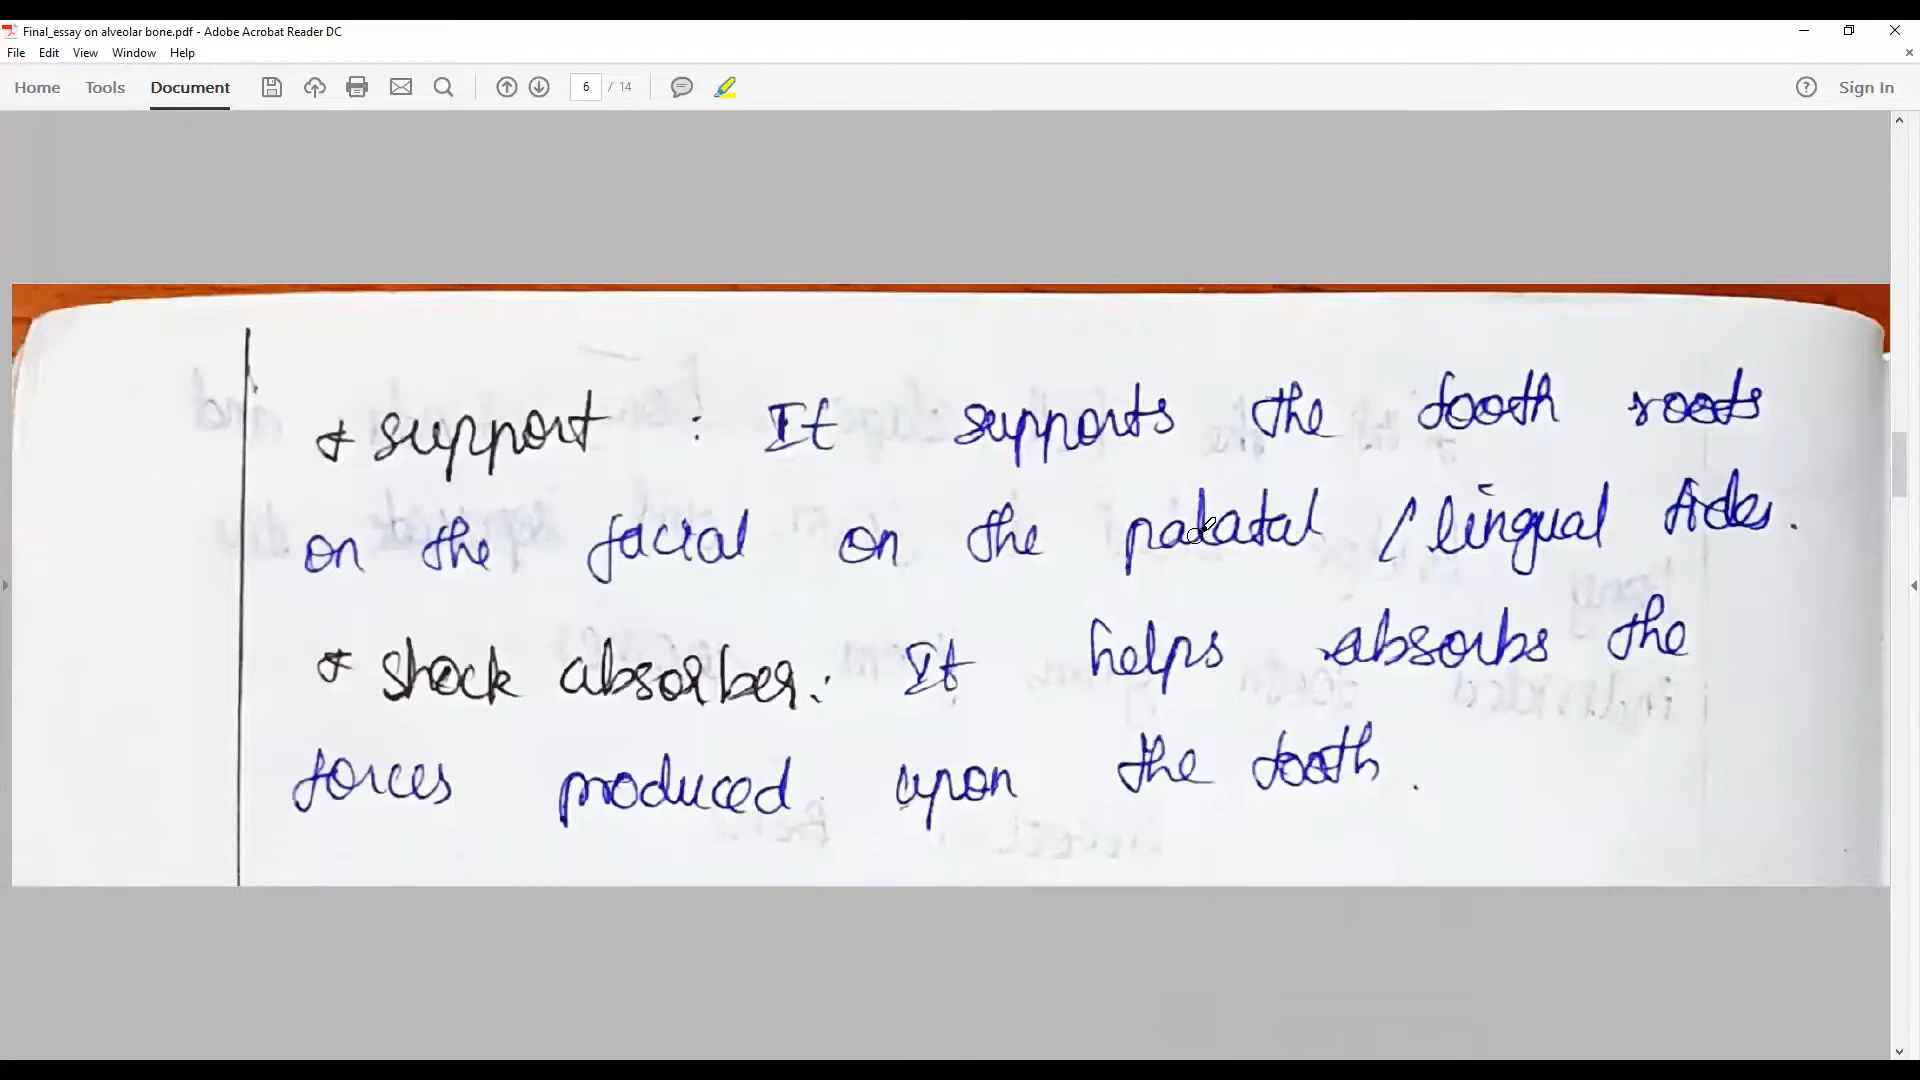 Final_essay on alveolar bone.pdf - Adobe Acrobat Reader DC
File Edit View Window Help
Home Tools Document 6 / 14 Sign In
support : It supports the tooth roots
on the facial on the palatal / lingual sides.
shock absorber : It helps absorbs the
forces produced upon the tooth .